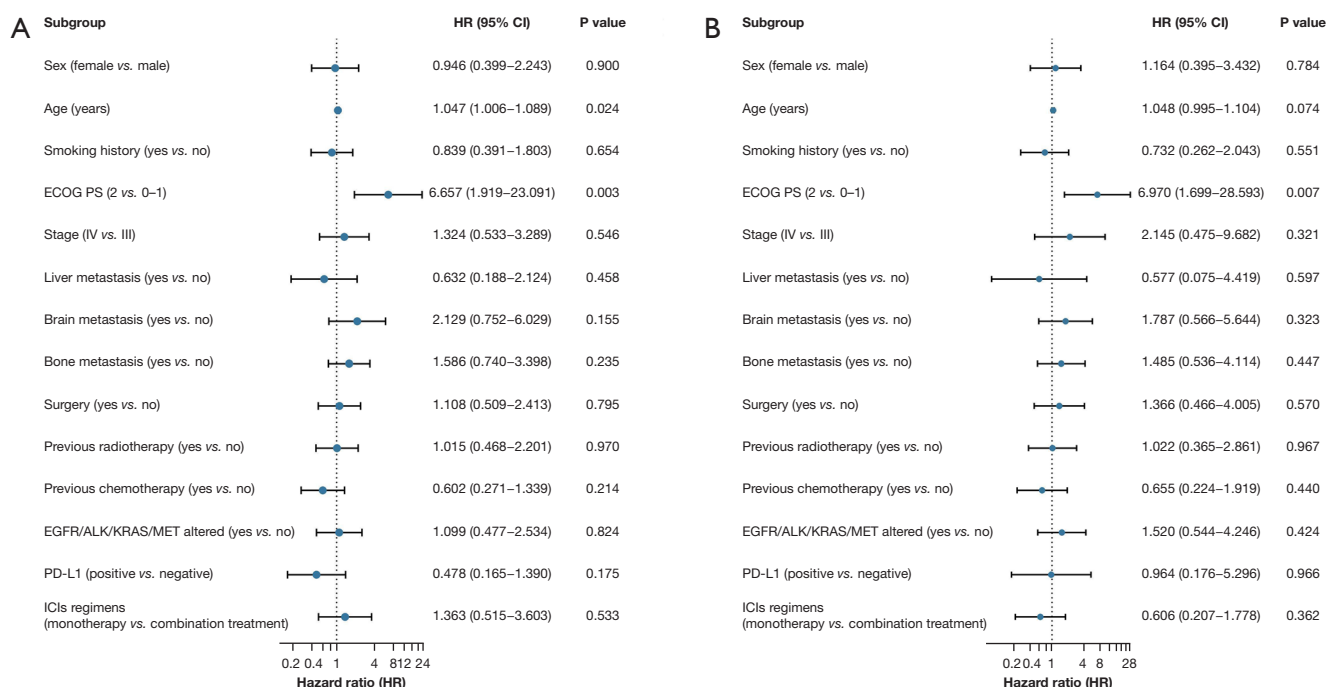 A
Subgroup HR (95% CI) P value
Sex (female vs. male) 0.946 (0.399–2.243) 0.900
Age (years) 1.047 (1.006–1.089) 0.024
Smoking history (yes vs. no) 0.839 (0.391–1.803) 0.654
ECOG PS (2 vs. 0–1) 6.657 (1.919–23.091) 0.003
Stage (IV vs. III) 1.324 (0.533–3.289) 0.546
Liver metastasis (yes vs. no) 0.632 (0.188–2.124) 0.458
Brain metastasis (yes vs. no) 2.129 (0.752–6.029) 0.155
Bone metastasis (yes vs. no) 1.586 (0.740–3.398) 0.235
Surgery (yes vs. no) 1.108 (0.509–2.413) 0.795
Previous radiotherapy (yes vs. no) 1.015 (0.468–2.201) 0.970
Previous chemotherapy (yes vs. no) 0.602 (0.271–1.339) 0.214
EGFR/ALK/KRAS/MET altered (yes vs. no) 1.099 (0.477–2.534) 0.824
PD-L1 (positive vs. negative) 0.478 (0.165–1.390) 0.175
ICIs regimens
(monotherapy vs. combination treatment) 1.363 (0.515–3.603) 0.533
0.2 0.4 1 4 8 12 24
Hazard ratio (HR)
B
Subgroup HR (95% CI) P value
Sex (female vs. male) 1.164 (0.395–3.432) 0.784
Age (years) 1.048 (0.995–1.104) 0.074
Smoking history (yes vs. no) 0.732 (0.262–2.043) 0.551
ECOG PS (2 vs. 0–1) 6.970 (1.699–28.593) 0.007
Stage (IV vs. III) 2.145 (0.475–9.682) 0.321
Liver metastasis (yes vs. no) 0.577 (0.075–4.419) 0.597
Brain metastasis (yes vs. no) 1.787 (0.566–5.644) 0.323
Bone metastasis (yes vs. no) 1.485 (0.536–4.114) 0.447
Surgery (yes vs. no) 1.366 (0.466–4.005) 0.570
Previous radiotherapy (yes vs. no) 1.022 (0.365–2.861) 0.967
Previous chemotherapy (yes vs. no) 0.655 (0.224–1.919) 0.440
EGFR/ALK/KRAS/MET altered (yes vs. no) 1.520 (0.544–4.246) 0.424
PD-L1 (positive vs. negative) 0.964 (0.176–5.296) 0.966
ICIs regimens
(monotherapy vs. combination treatment) 0.606 (0.207–1.778) 0.362
0.2 0.4 1 4 8 28
Hazard ratio (HR)